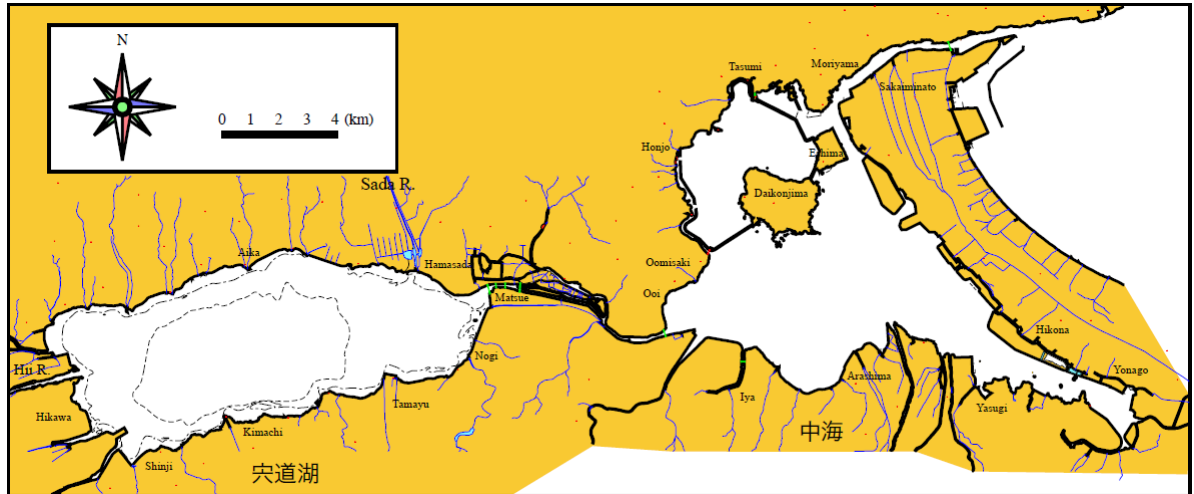 N
0 1 2 3 4 (km)
Tasumi
Moriyama
Sakaiminato
Honjo
Eshima
Sada R.
Daikonjima
Aika
Hamasada
Oomisaki
Ooi
Matsue
Hikona
Nogi
Hii R.
Yonago
Arashima
Iya
Tamayu
Yasugi
Hikawa
Kimachi
中海
Shinji
宍道湖